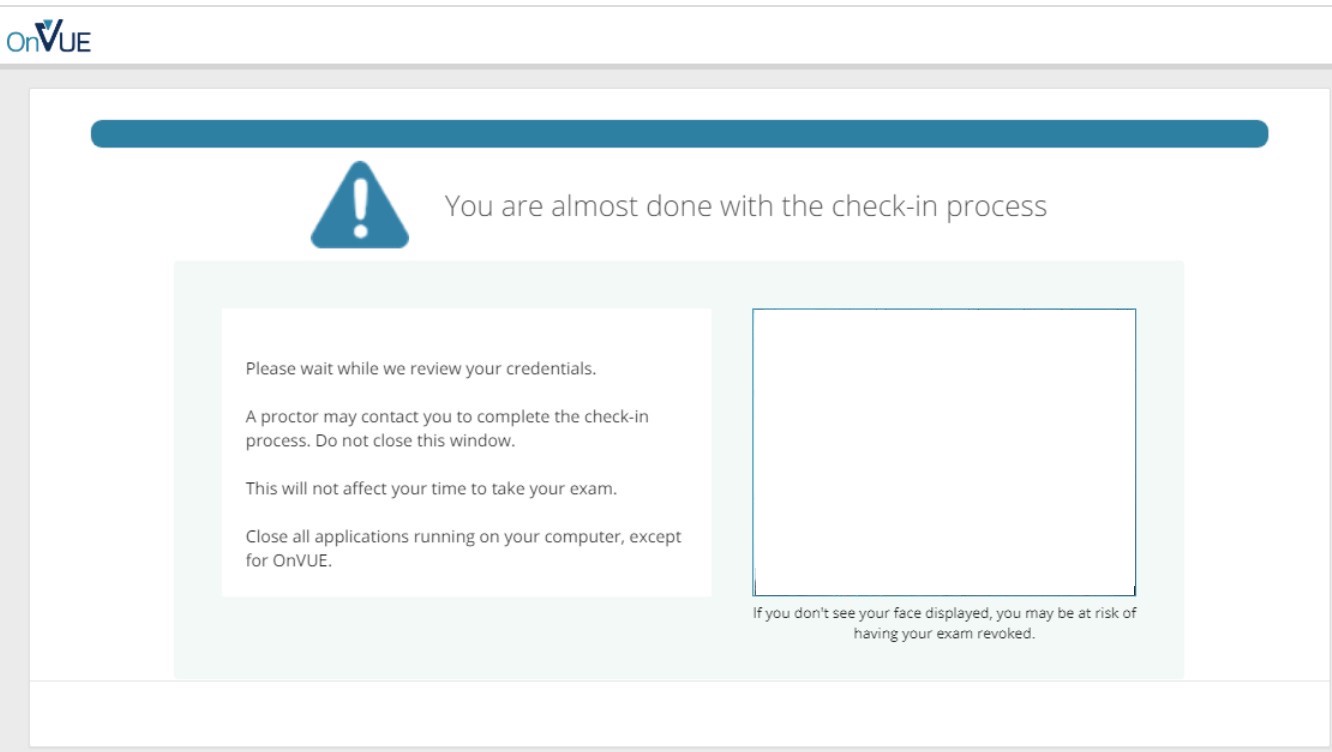 OnVUE
You are almost done with the check-in process
Please wait while we review your credentials.
A proctor may contact you to complete the check-in
process. Do not close this window.
This will not affect your time to take your exam.
Close all applications running on your computer, except
for OnVUE.
If you don't see your face displayed, you may be at risk of
having your exam revoked.